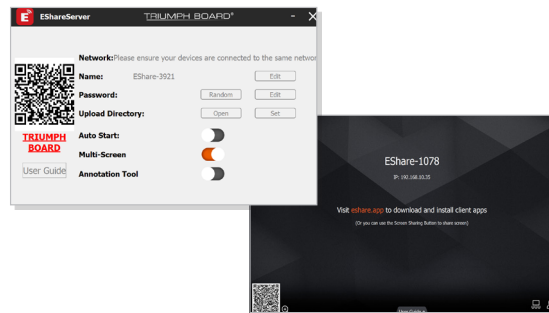 EShareServer
TRIUMPH BOARD®
Network:Please ensure your devices are connected to the same networ
Name: EShare-3921 Edit
Password: Random Edit
Upload Directory: Open Set
TRIUMPH
BOARD
User Guide
Auto Start:
Multi-Screen
Annotation Tool
EShare-1078
IP: 192.168.10.35
Visit eshare.app to download and install client apps
(Or you can use the Screen Sharing Button to share screen)
User Guide